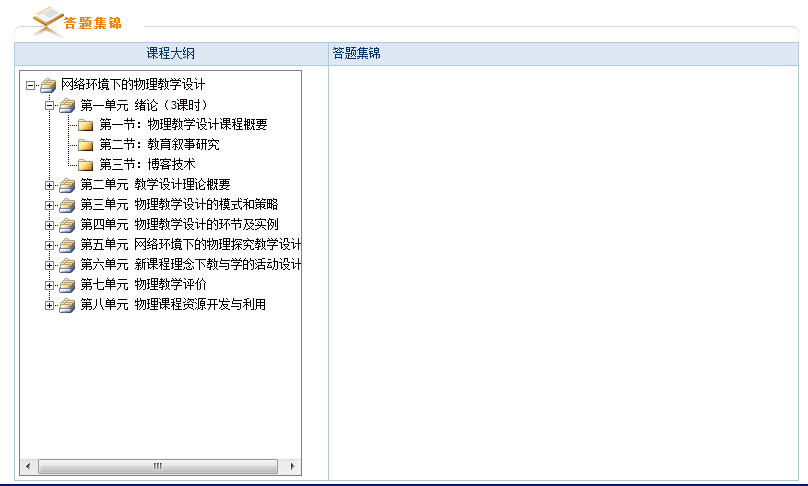 答题集锦
课程大纲
答题集锦
网络环境下的物理教学设计
第一单元 绪论（3课时）
第一节：物理教学设计课程概要
第二节：教育叙事研究
第三节：博客技术
第二单元 教学设计理论概要
第三单元 物理教学设计的模式和策略
第四单元 物理教学设计的环节及实例
第五单元 网络环境下的物理探究教学设计
第六单元 新课程理念下教与学的活动设计
第七单元 物理教学评价
第八单元 物理课程资源开发与利用